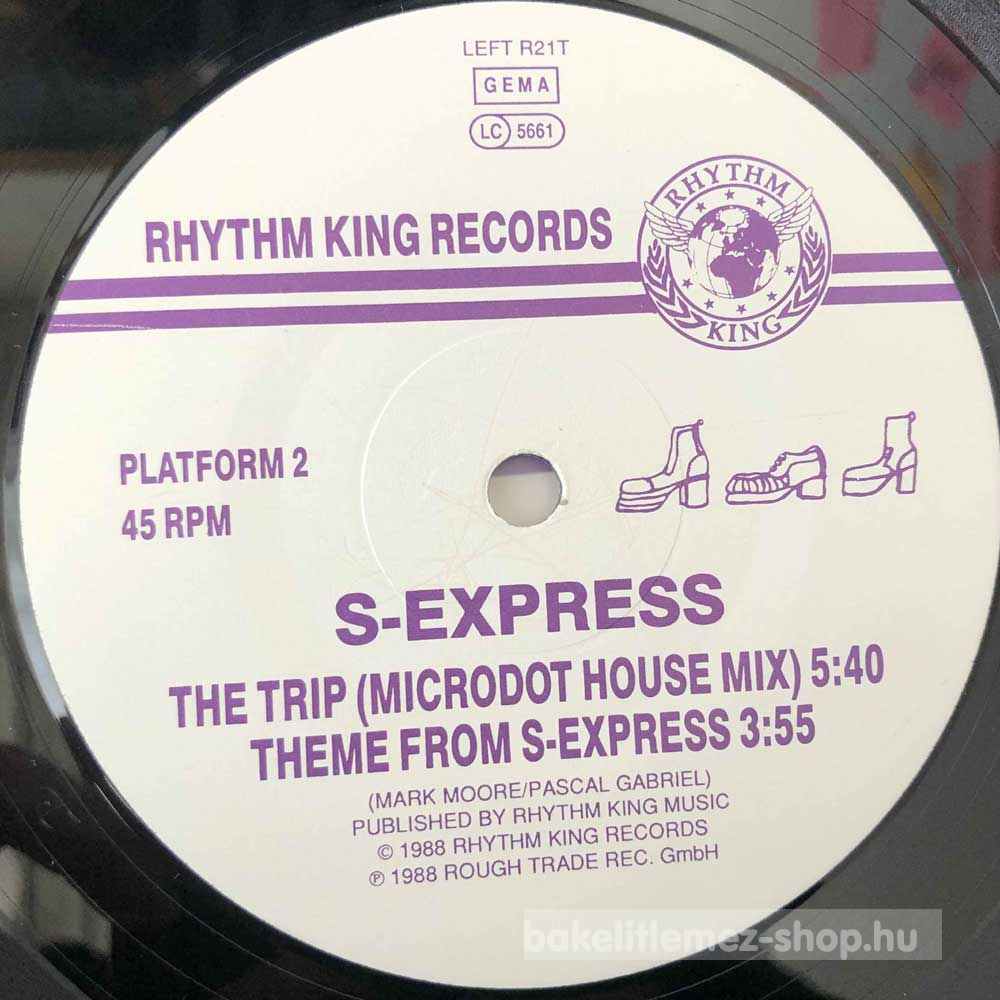 LEFT R21T
GEMA
LC 5661
RHYTHM KING RECORDS
RHYTHM
KING
PLATFORM 2
45 RPM
S-EXPRESS
THE TRIP (MICRODOT HOUSE MIX) 5:40
THEME FROM S-EXPRESS 3:55
(MARK MOORE/PASCAL GABRIEL)
PUBLISHED BY RHYTHM KING MUSIC
© 1988 RHYTHM KING RECORDS
℗ 1988 ROUGH TRADE REC. GmbH
bakelitlemez-shop.hu